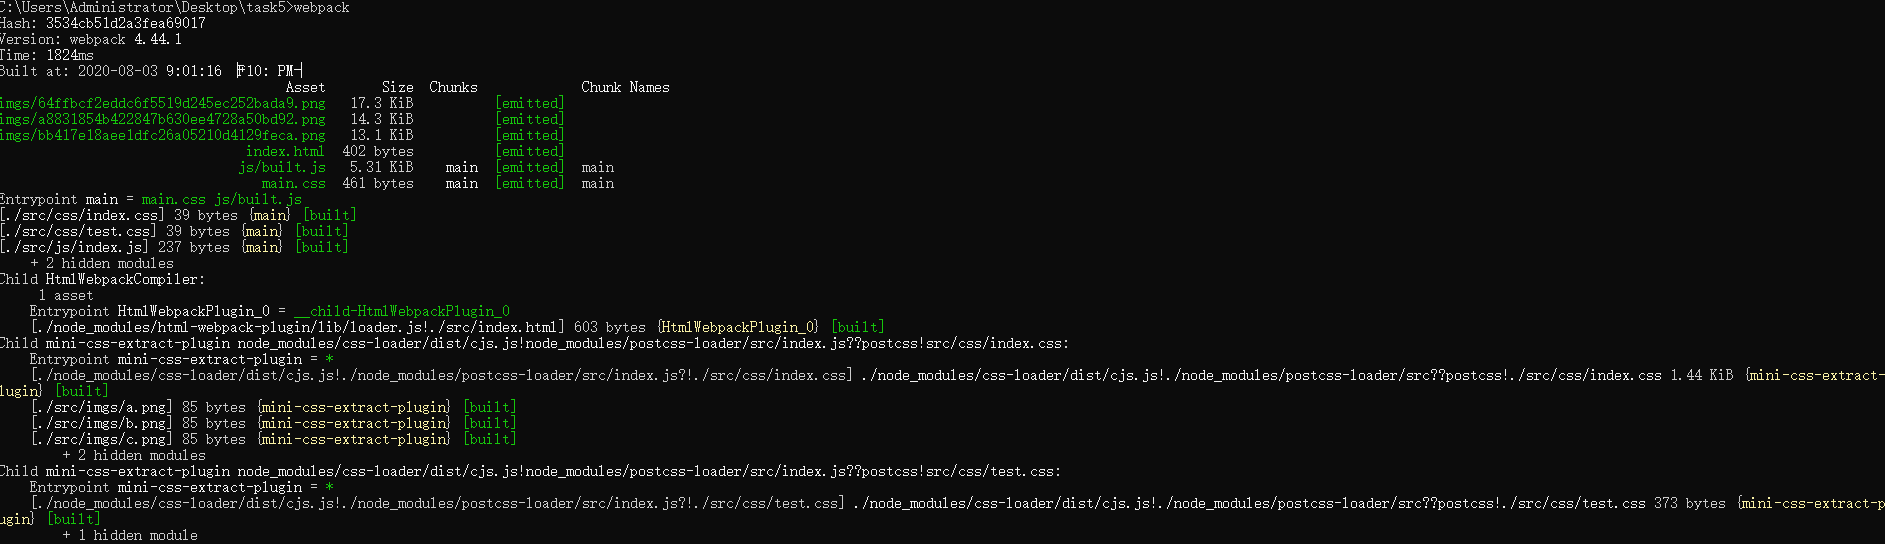 C:\Users\Administrator\Desktop\task5>webpack
Hash: 3534cb51d2a3fea69017
Version: webpack 4.44.1
Time: 1824ms
Built at: 2020-08-03 9:01:16 ├F10: PM┤
Asset Size Chunks Chunk Names
imgs/64ffbcf2eddc6f5519d245ec252bada9.png 17.3 KiB [emitted]
imgs/a8831854b422847b630ee4728a50bd92.png 14.3 KiB [emitted]
imgs/bb417e18aee1dfc26a05210d4129feca.png 13.1 KiB [emitted]
index.html 402 bytes [emitted]
js/built.js 5.31 KiB main [emitted] main
main.css 461 bytes main [emitted] main
Entrypoint main = main.css js/built.js
[./src/css/index.css] 39 bytes {main} [built]
[./src/css/test.css] 39 bytes {main} [built]
[./src/js/index.js] 237 bytes {main} [built]
+ 2 hidden modules
Child HtmlWebpackCompiler:
1 asset
Entrypoint HtmlWebpackPlugin_0 = __child-HtmlWebpackPlugin_0
[./node_modules/html-webpack-plugin/lib/loader.js!./src/index.html] 603 bytes {HtmlWebpackPlugin_0} [built]
Child mini-css-extract-plugin node_modules/css-loader/dist/cjs.js!node_modules/postcss-loader/src/index.js??postcss!src/css/index.css:
Entrypoint mini-css-extract-plugin = *
[./node_modules/css-loader/dist/cjs.js!./node_modules/postcss-loader/src/index.js?!./src/css/index.css] ./node_modules/css-loader/dist/cjs.js!./node_modules/postcss-loader/src??postcss!./src/css/index.css 1.44 KiB {mini-css-extract-
lugin} [built]
[./src/imgs/a.png] 85 bytes {mini-css-extract-plugin} [built]
[./src/imgs/b.png] 85 bytes {mini-css-extract-plugin} [built]
[./src/imgs/c.png] 85 bytes {mini-css-extract-plugin} [built]
+ 2 hidden modules
Child mini-css-extract-plugin node_modules/css-loader/dist/cjs.js!node_modules/postcss-loader/src/index.js??postcss!src/css/test.css:
Entrypoint mini-css-extract-plugin = *
[./node_modules/css-loader/dist/cjs.js!./node_modules/postcss-loader/src/index.js?!./src/css/test.css] ./node_modules/css-loader/dist/cjs.js!./node_modules/postcss-loader/src??postcss!./src/css/test.css 373 bytes {mini-css-extract-p
ugin} [built]
+ 1 hidden module